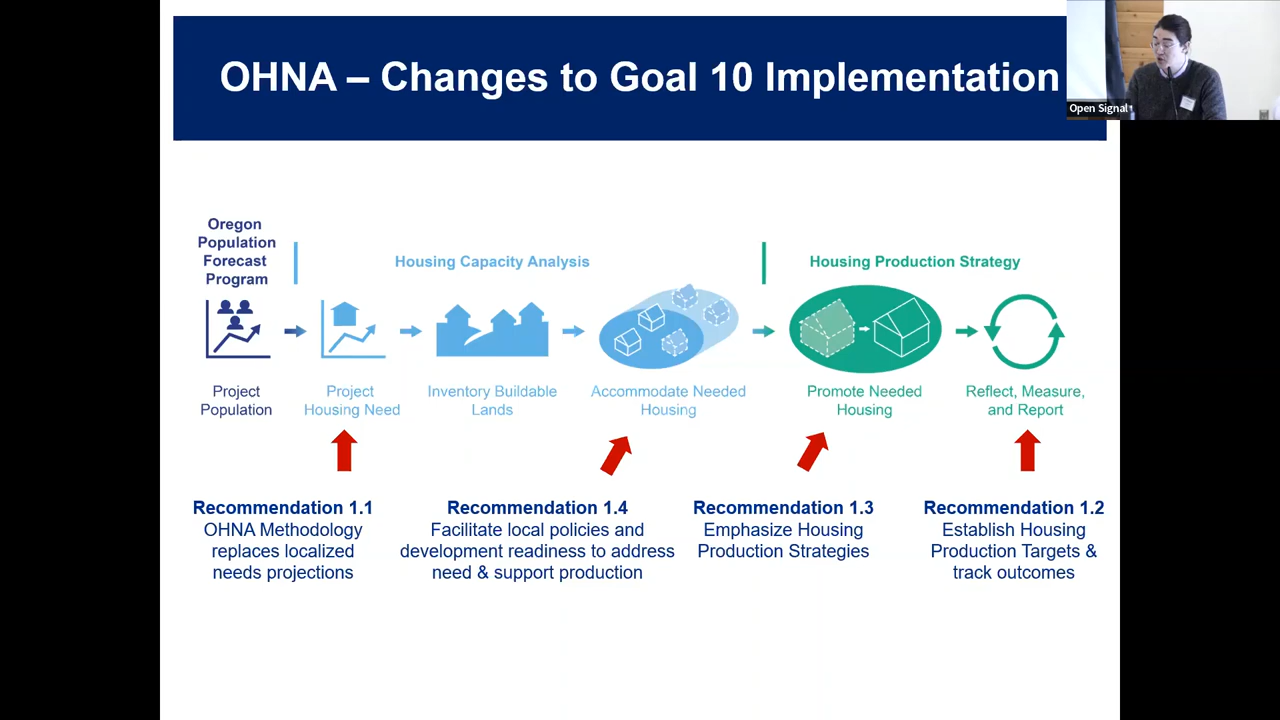 OHNA – Changes to Goal 10 Implementation
Open Signal
Oregon
Population
Forecast
Program
Housing Capacity Analysis
Housing Production Strategy
Project
Population
Project
Housing Need
Inventory Buildable
Lands
Accommodate Needed
Housing
Promote Needed
Housing
Reflect, Measure,
and Report
Recommendation 1.1
OHNA Methodology
replaces localized
needs projections
Recommendation 1.4
Facilitate local policies and
development readiness to address
need & support production
Recommendation 1.3
Emphasize Housing
Production Strategies
Recommendation 1.2
Establish Housing
Production Targets &
track outcomes